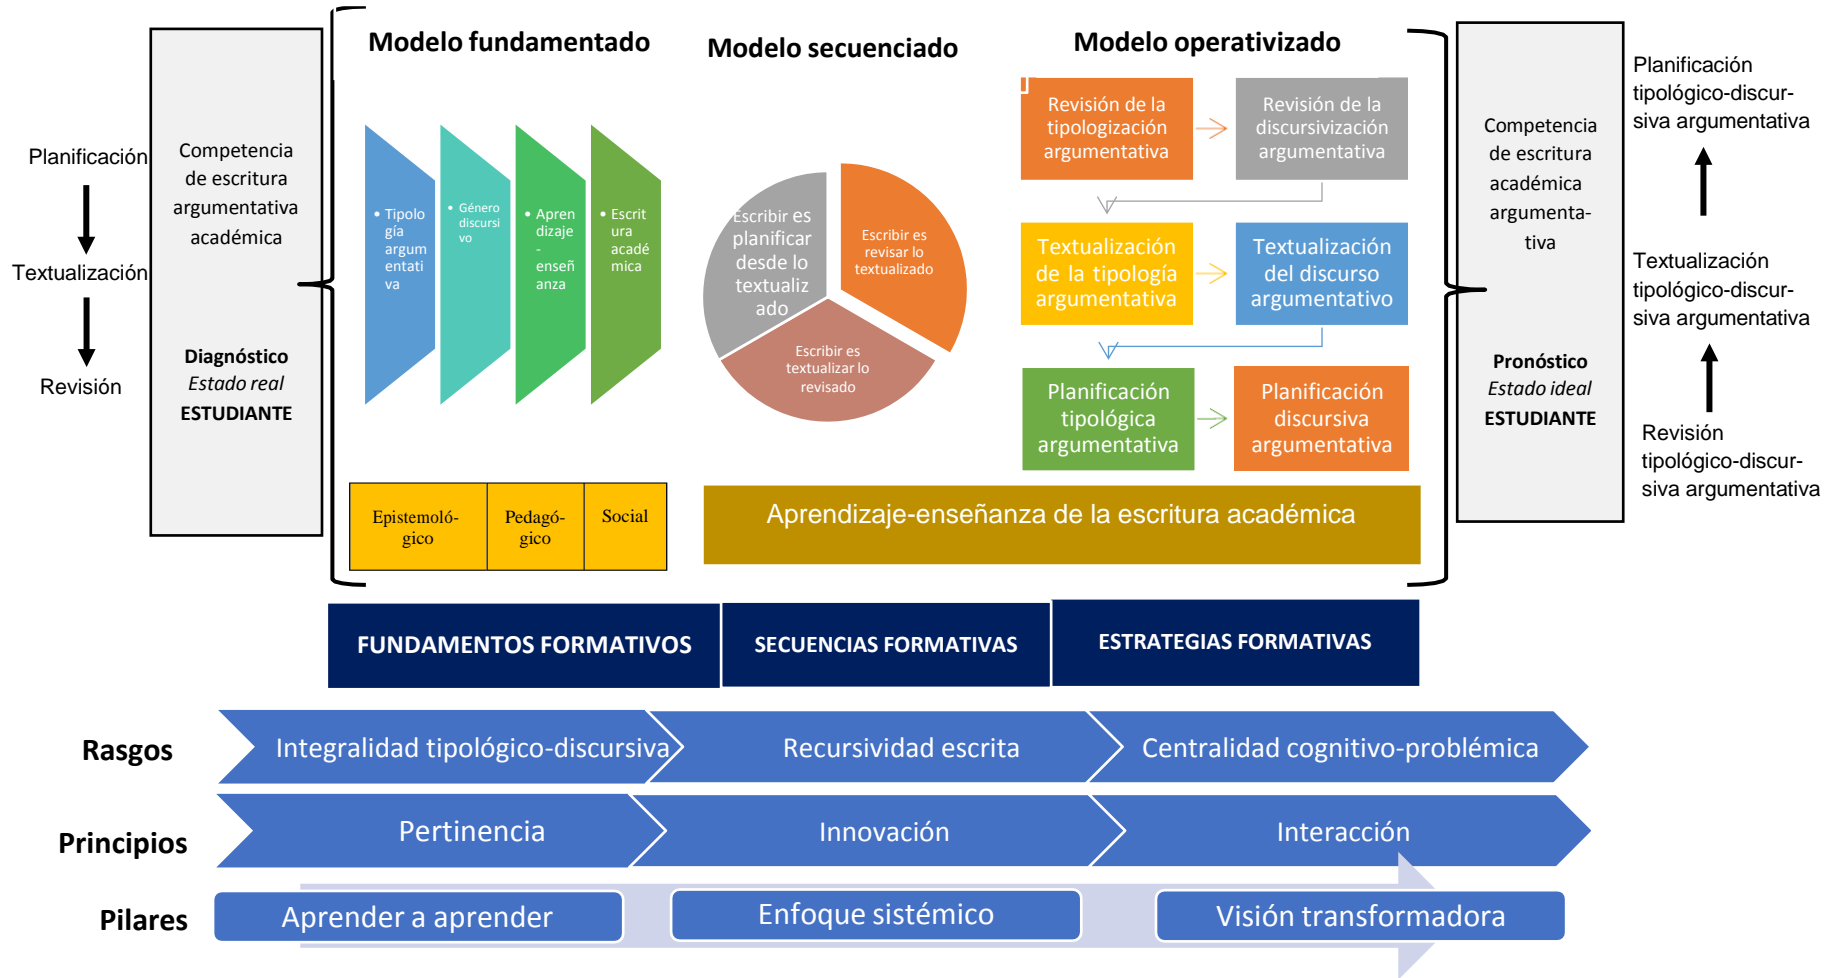 Planificación
Textualización
Revisión
Competencia
de escritura
argumentativa
académica
Diagnóstico
Estado real
ESTUDIANTE
Modelo fundamentado
• Tipolo
gía
argum
entati
va
• Género
discursi
vo
• Apren
dizaje
-
enseñ
anza
• Escrit
ura
acadé
mica
Epistemoló-
gico
Pedagó-
gico
Social
Modelo secuenciado
Escribir es
planificar
desde lo
textualiz
ado
Escribir es
revisar lo
textualizado
Escribir es
textualizar lo
revisado
Modelo operativizado
Revisión de la
tipologización
argumentativa
Revisión de la
discursivización
argumentativa
Textualización
de la tipología
argumentativa
Textualización
del discurso
argumentativo
Planificación
tipológica
argumentativa
Planificación
discursiva
argumentativa
Aprendizaje-enseñanza de la escritura académica
Competencia
de escritura
académica
argumenta-
tiva
Pronóstico
Estado ideal
ESTUDIANTE
Planificación
tipológico-discur-
siva argumentativa
Textualización
tipológico-discur-
siva argumentativa
Revisión
tipológico-discur-
siva argumentativa
FUNDAMENTOS FORMATIVOS
SECUENCIAS FORMATIVAS
ESTRATEGIAS FORMATIVAS
Rasgos
Integralidad tipológico-discursiva
Recursividad escrita
Centralidad cognitivo-problémica
Principios
Pertinencia
Innovación
Interacción
Pilares
Aprender a aprender
Enfoque sistémico
Visión transformadora